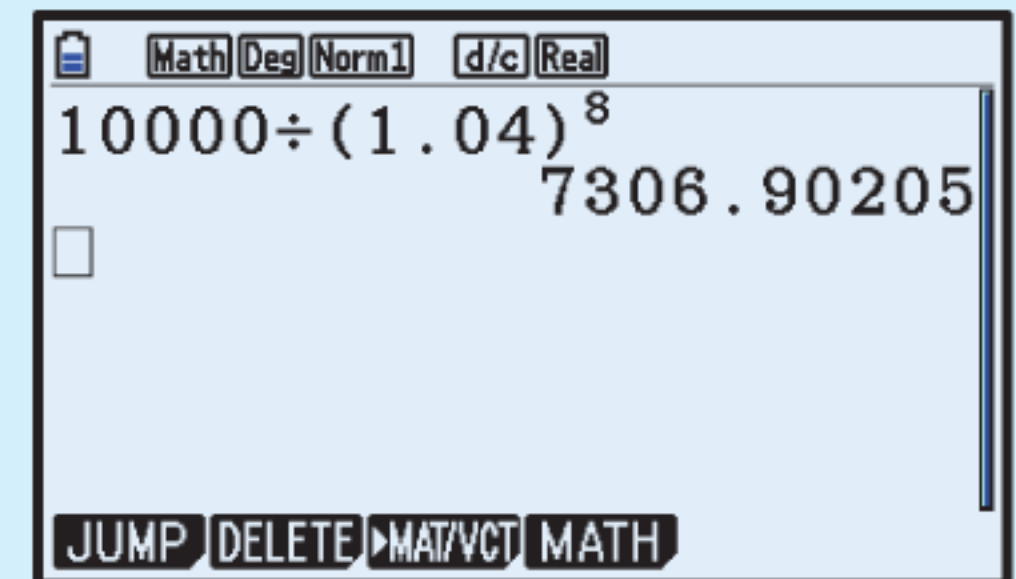 Math Deg Norm1 d/c Real
10000÷(1.04)⁸
7306.90205
JUMP DELETE ▶MAT/VCT MATH